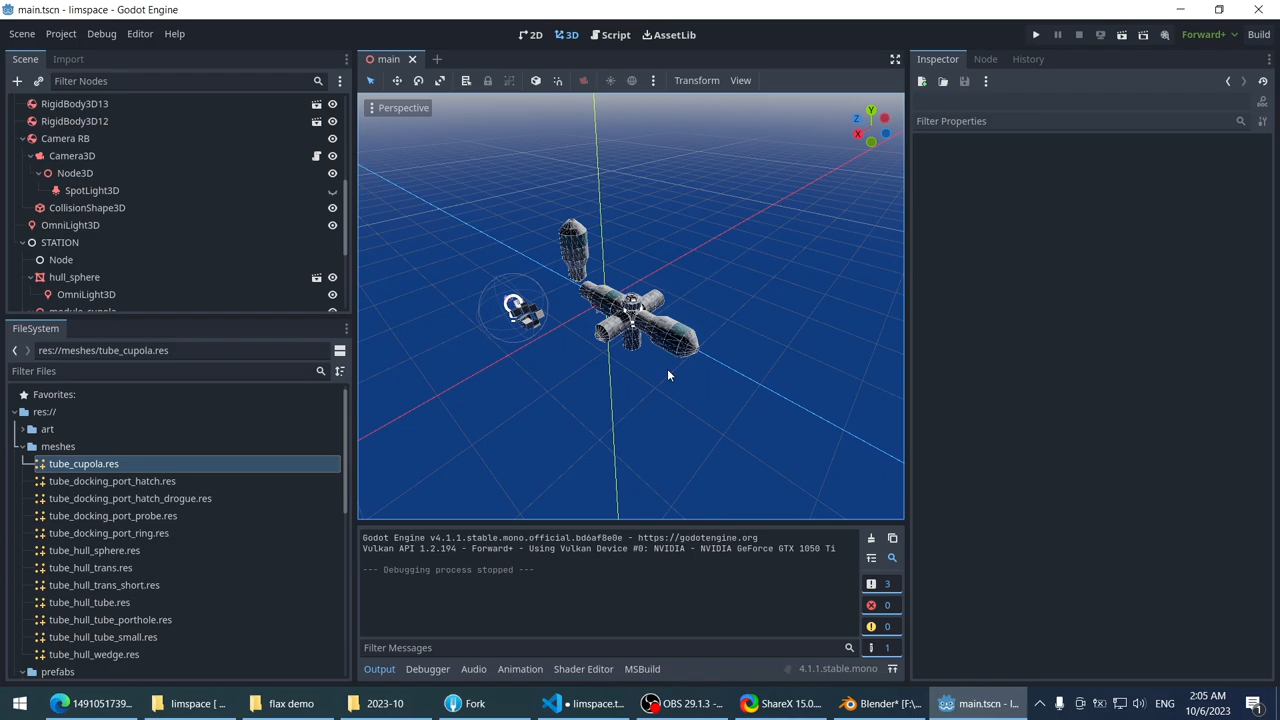 main.tscn - limspace - Godot Engine
Scene Project Debug Editor Help
2D 3D Script AssetLib
Forward+ Build
Scene Import
Filter Nodes
RigidBody3D13
RigidBody3D12
Camera RB
Camera3D
Node3D
SpotLight3D
CollisionShape3D
OmniLight3D
STATION
Node
hull_sphere
OmniLight3D
module_cupola
FileSystem
res://meshes/tube_cupola.res
Filter Files
Favorites:
res://
art
meshes
tube_cupola.res
tube_docking_port_hatch.res
tube_docking_port_hatch_drogue.res
tube_docking_port_probe.res
tube_docking_port_ring.res
tube_hull_sphere.res
tube_hull_trans.res
tube_hull_trans_short.res
tube_hull_tube.res
tube_hull_tube_porthole.res
tube_hull_tube_small.res
tube_hull_wedge.res
prefabs
main
Transform View
Perspective
Y
Z
X
Godot Engine v4.1.1.stable.mono.official.bd6af8e0e - https://godotengine.org
Vulkan API 1.2.194 - Forward+ - Using Vulkan Device #0: NVIDIA - NVIDIA GeForce GTX 1050 Ti
--- Debugging process stopped ---
3
0
0
1
Filter Messages
Output Debugger Audio Animation Shader Editor MSBuild 4.1.1.stable.mono
Inspector Node History
Filter Properties
1491051739...
limspace [ ...
flax demo
2023-10
Fork
● limspace.t...
OBS 29.1.3 - ...
ShareX 15.0...
Blender* [F:\...
main.tscn - li...
ENG
2:05 AM
10/6/2023
1